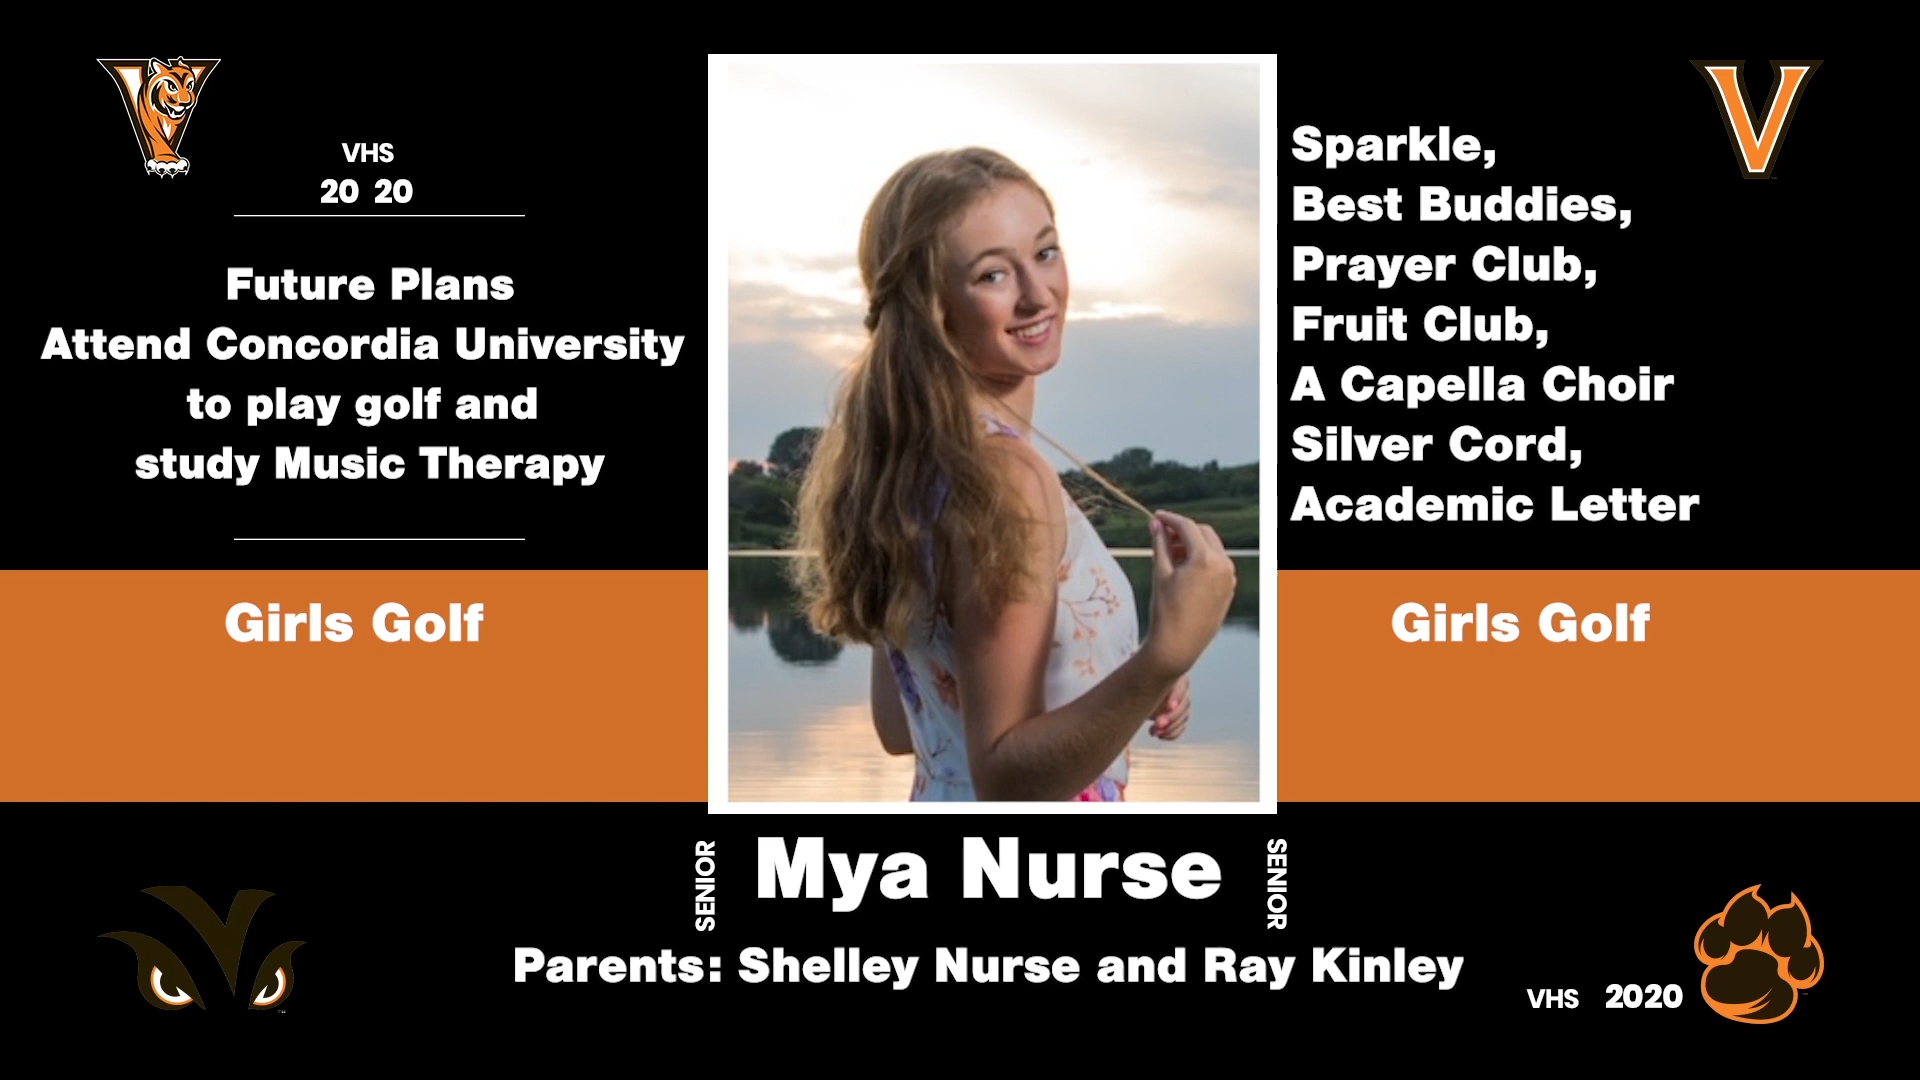 VHS
20 20
Future Plans
Attend Concordia University
to play golf and
study Music Therapy
Girls Golf
Sparkle,
Best Buddies,
Prayer Club,
Fruit Club,
A Capella Choir
Silver Cord,
Academic Letter
Girls Golf
V
SENIOR
Mya Nurse
SENIOR
Parents: Shelley Nurse and Ray Kinley
VHS 2020